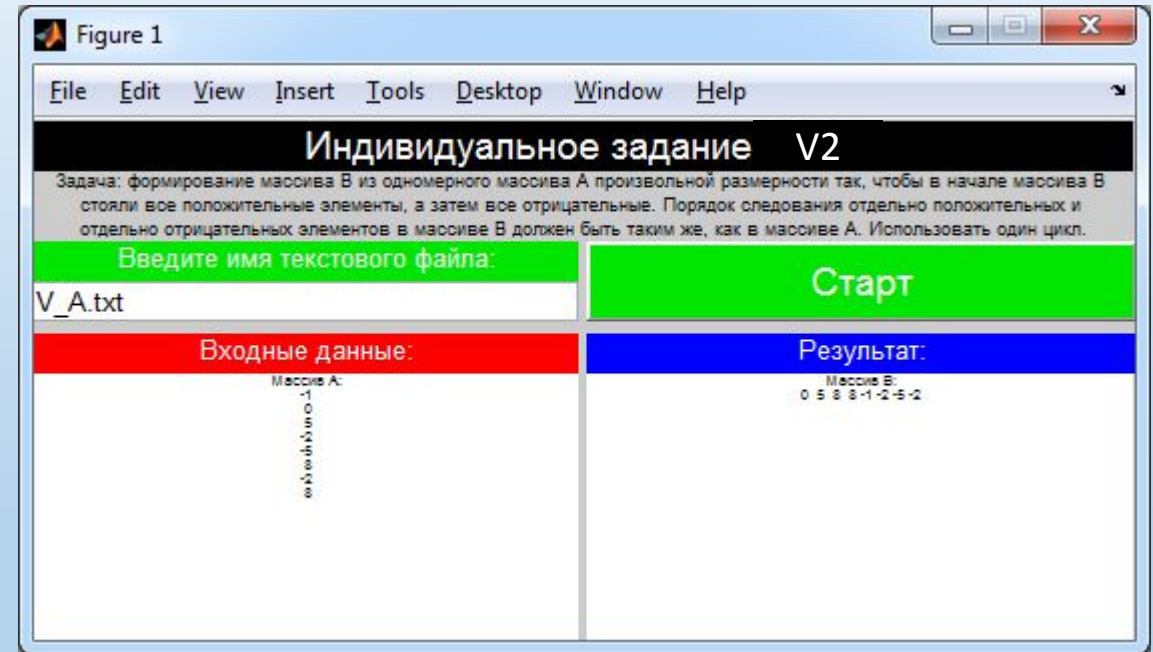 Figure 1
File Edit View Insert Tools Desktop Window Help
Индивидуальное задание V2
Задача: формирование массива В из одномерного массива А произвольной размерности так, чтобы в начале массива В
стояли все положительные элементы, а затем все отрицательные. Порядок следования отдельно положительных и
отдельно отрицательных элементов в массиве В должен быть таким же, как в массиве А. Использовать один цикл.
Введите имя текстового файла:
V_A.txt
Старт
Входные данные:
Массив А:
-1
0
5
-2
-5
8
-2
8
Результат:
Массив В:
0 5 8 8 -1 -2 -5 -2